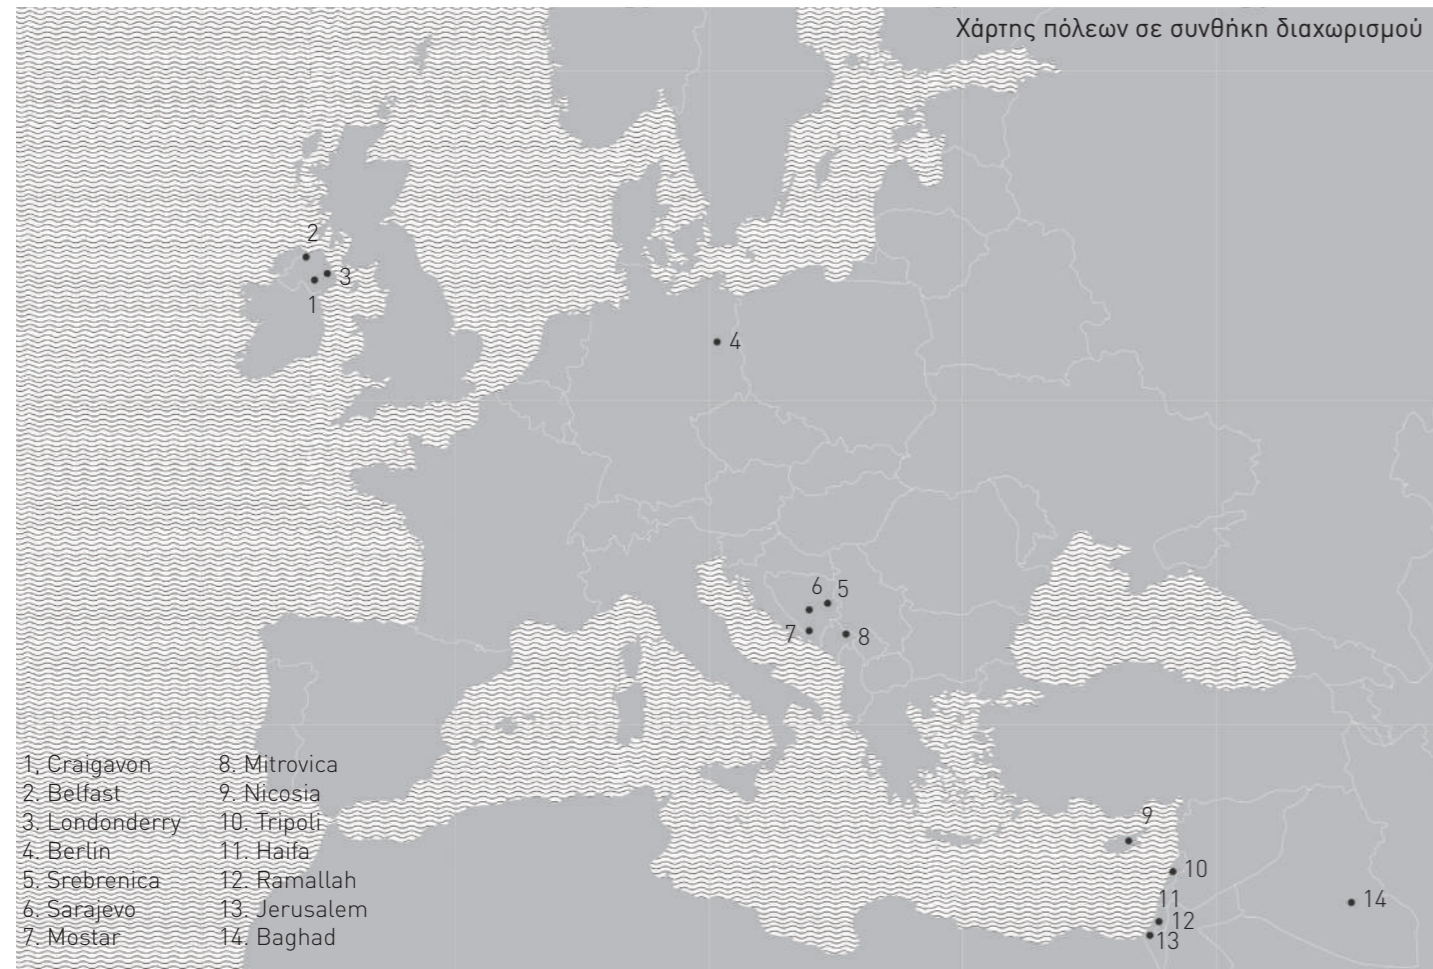 Χάρτης πόλεων σε συνθήκη διαχωρισμού
2
3
1
4
6
5
7
8
9
10
11
12
13
14
1, Craigavon
2. Belfast
3. Londonderry
4. Berlin
5. Srebrenica
6. Sarajevo
7. Mostar
8. Mitrovica
9. Nicosia
10. Tripoli
11. Haifa
12. Ramallah
13. Jerusalem
14. Baghad